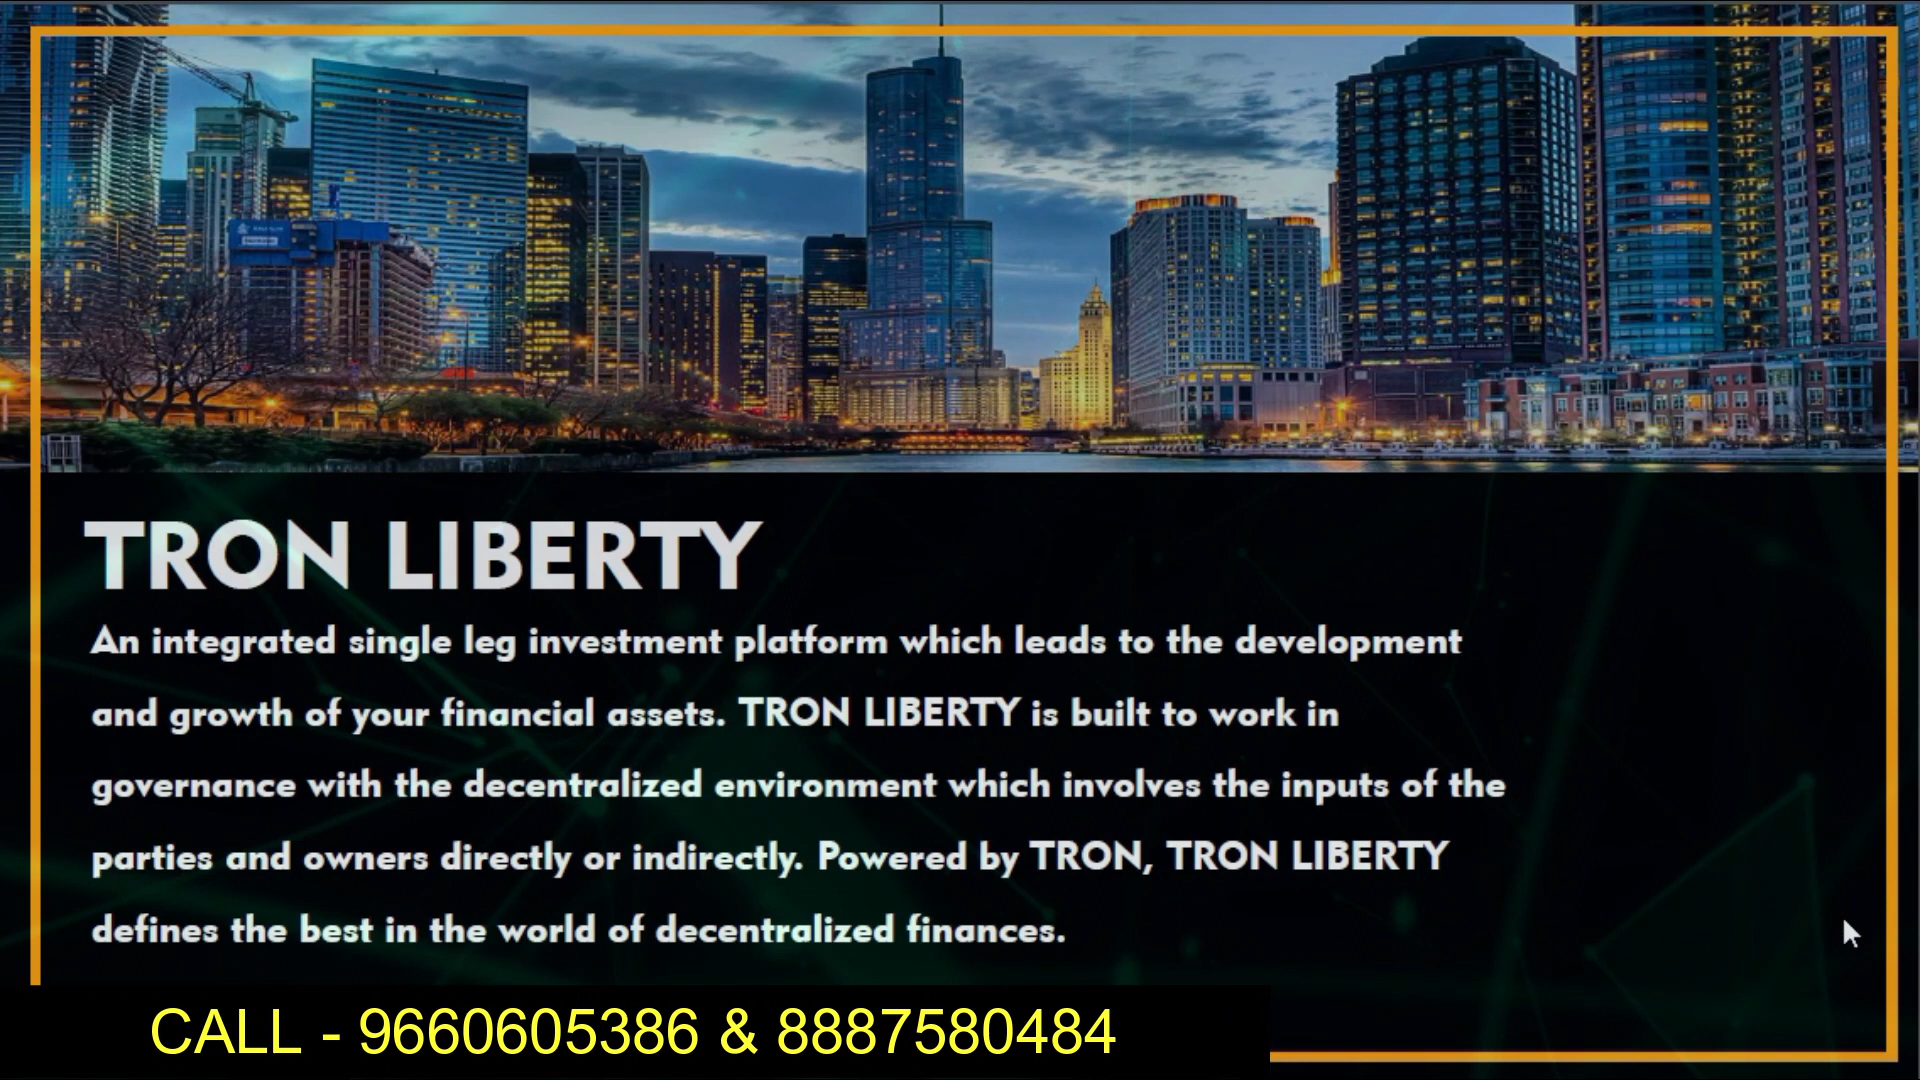 TRON LIBERTY
An integrated single leg investment platform which leads to the development
and growth of your financial assets. TRON LIBERTY is built to work in
governance with the decentralized environment which involves the inputs of the
parties and owners directly or indirectly. Powered by TRON, TRON LIBERTY
defines the best in the world of decentralized finances.
CALL - 9660605386 & 8887580484